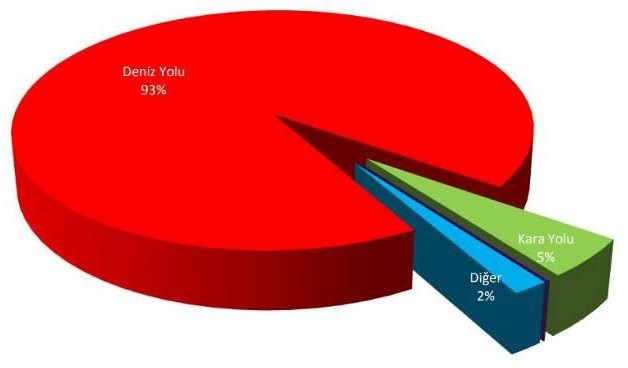 Deniz Yolu
93%
Kara Yolu
5%
Diğer
2%